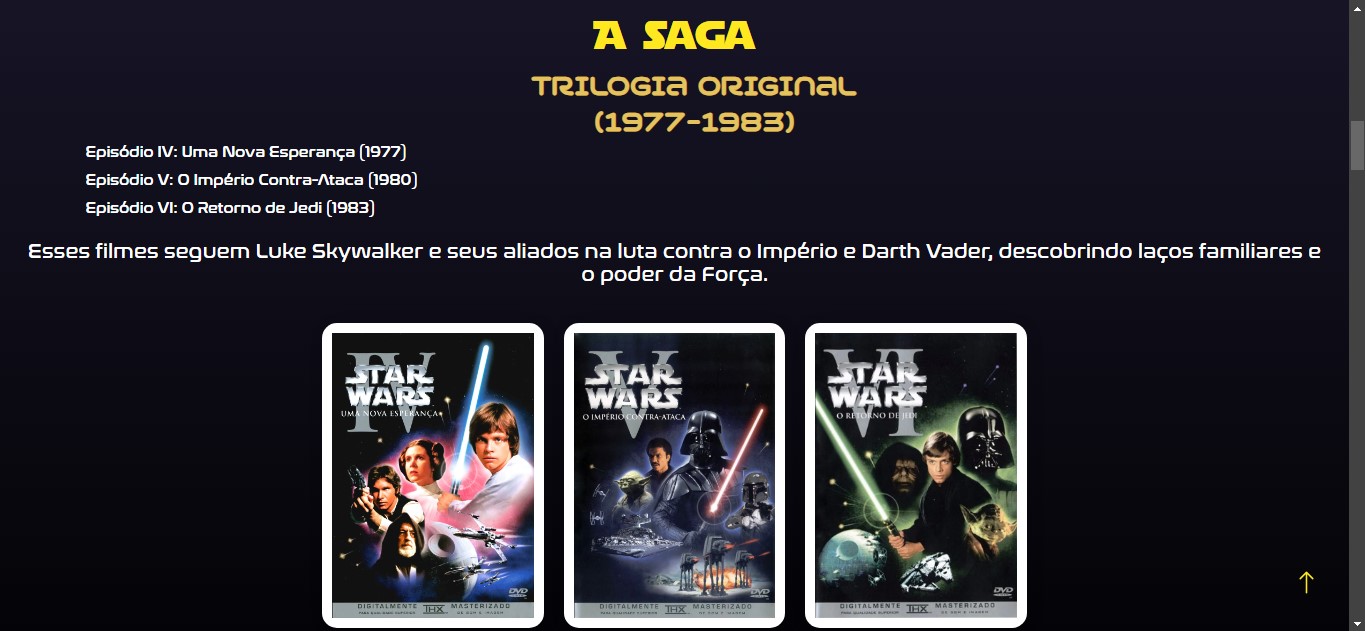 A SAGA
TRILOGIA ORIGINAL
(1977-1983)
Episódio IV: Uma Nova Esperança (1977)
Episódio V: O Império Contra-Ataca (1980)
Episódio VI: O Retorno de Jedi (1983)
Esses filmes seguem Luke Skywalker e seus aliados na luta contra o Império e Darth Vader, descobrindo laços familiares e
o poder da Força.
IV
STAR
WARS
UMA NOVA ESPERANÇA
DVD
DIGITALMENTE THX MASTERIZADO
V
STAR
WARS
O IMPÉRIO CONTRA-ATACA
DVD
DIGITALMENTE THX MASTERIZADO
VI
STAR
WARS
O RETORNO DE JEDI
DVD
DIGITALMENTE THX MASTERIZADO